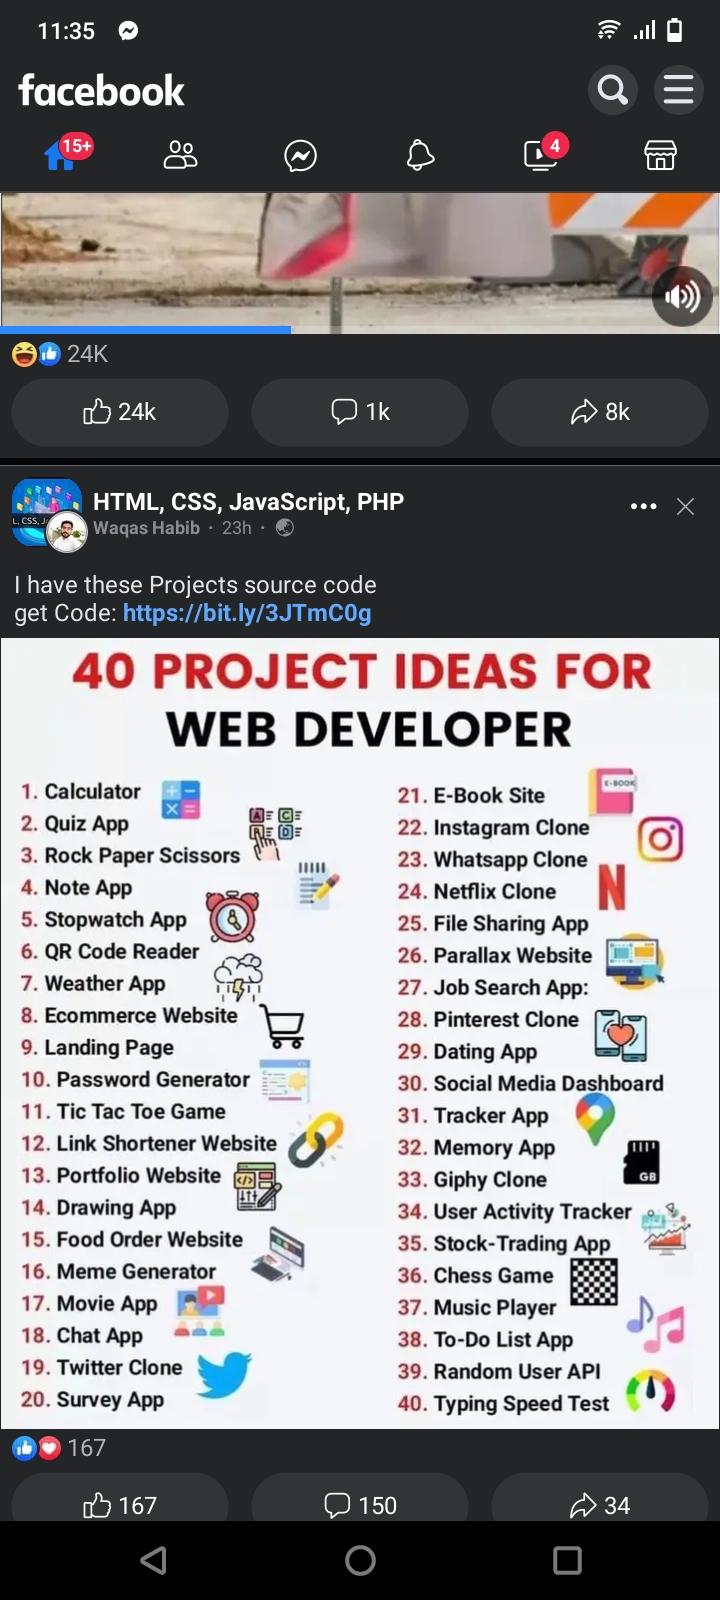 11:35
facebook
15+
4
24K
24k
1k
8k
L, CSS, J
HTML, CSS, JavaScript, PHP
Waqas Habib · 23h ·
I have these Projects source code
get Code: https://bit.ly/3JTmC0g
40 PROJECT IDEAS FOR
WEB DEVELOPER
1. Calculator
2. Quiz App
A
C
B
D
3. Rock Paper Scissors
4. Note App
5. Stopwatch App
6. QR Code Reader
7. Weather App
8. Ecommerce Website
9. Landing Page
10. Password Generator
11. Tic Tac Toe Game
12. Link Shortener Website
13. Portfolio Website
14. Drawing App
15. Food Order Website
16. Meme Generator
17. Movie App
18. Chat App
19. Twitter Clone
20. Survey App
E-BOOK
21. E-Book Site
22. Instagram Clone
23. Whatsapp Clone
24. Netflix Clone
N
25. File Sharing App
26. Parallax Website
27. Job Search App:
28. Pinterest Clone
29. Dating App
30. Social Media Dashboard
31. Tracker App
32. Memory App
GB
33. Giphy Clone
34. User Activity Tracker
35. Stock-Trading App
36. Chess Game
37. Music Player
38. To-Do List App
39. Random User API
40. Typing Speed Test
167
167
150
34